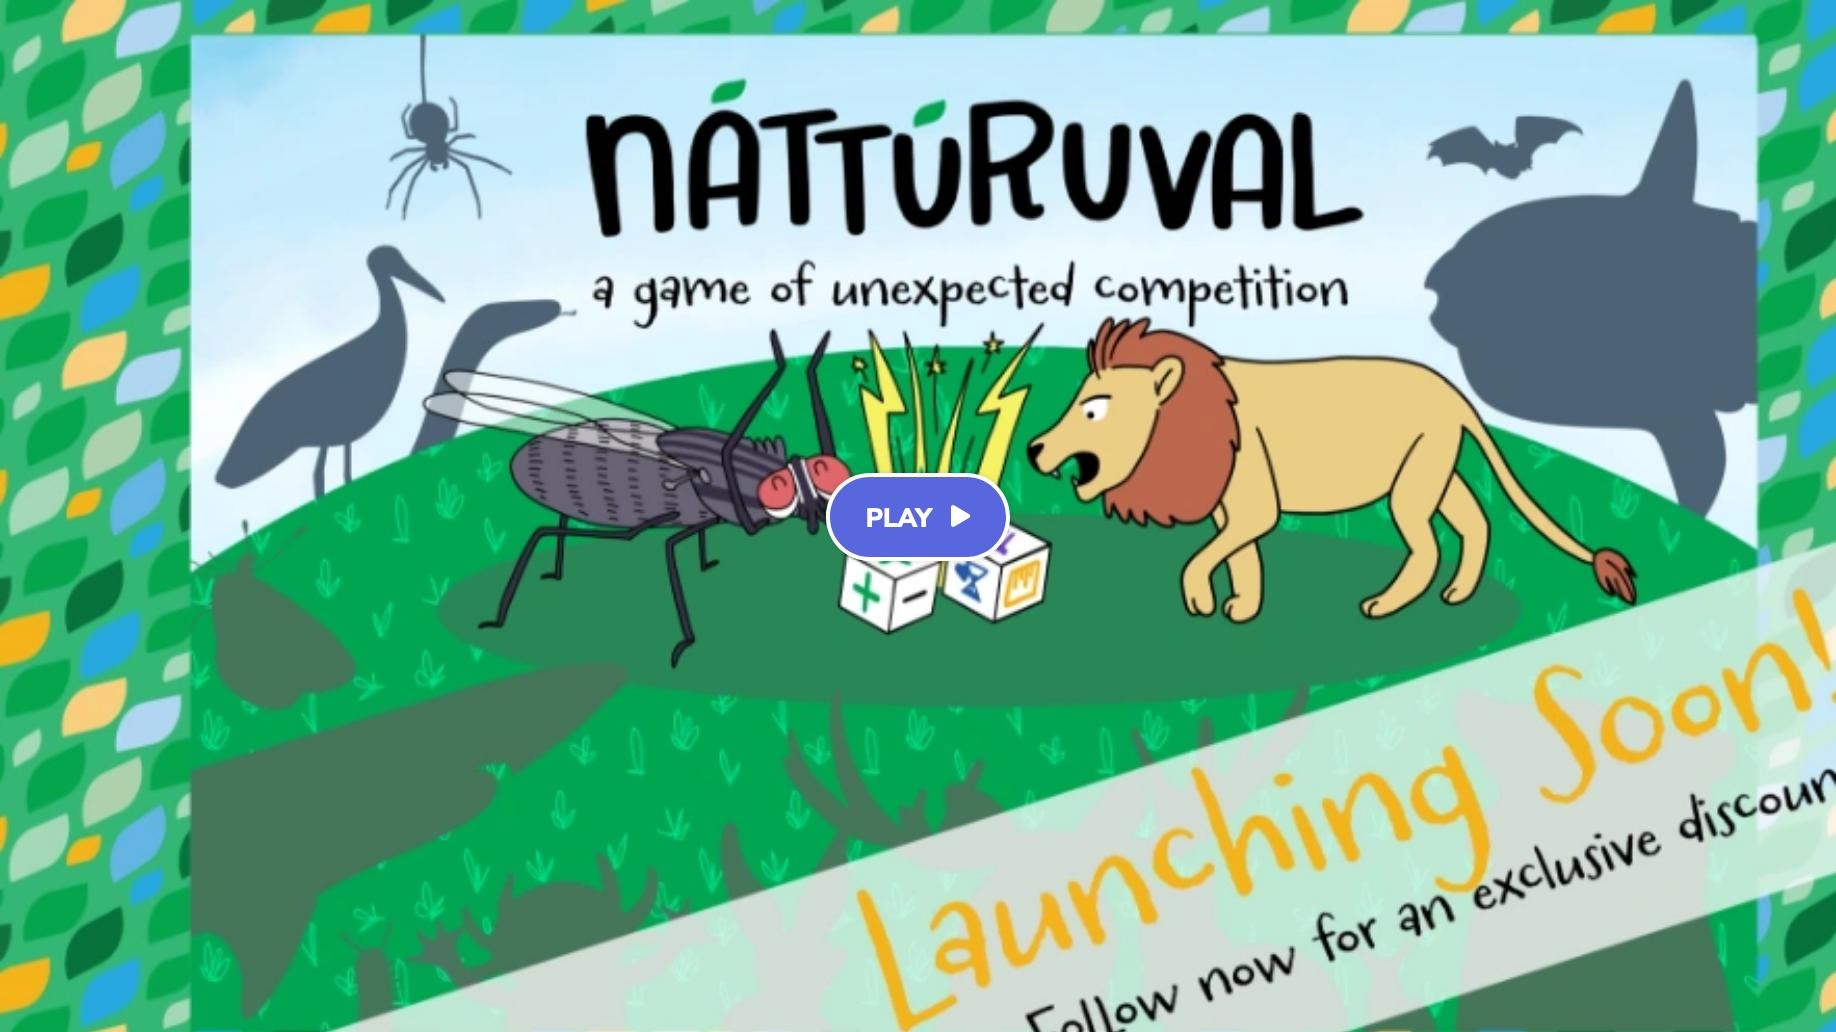 NÁTTÚRUVAL
a game of unexpected competition
PLAY
+ -
Launching Soon!
Follow now for an exclusive